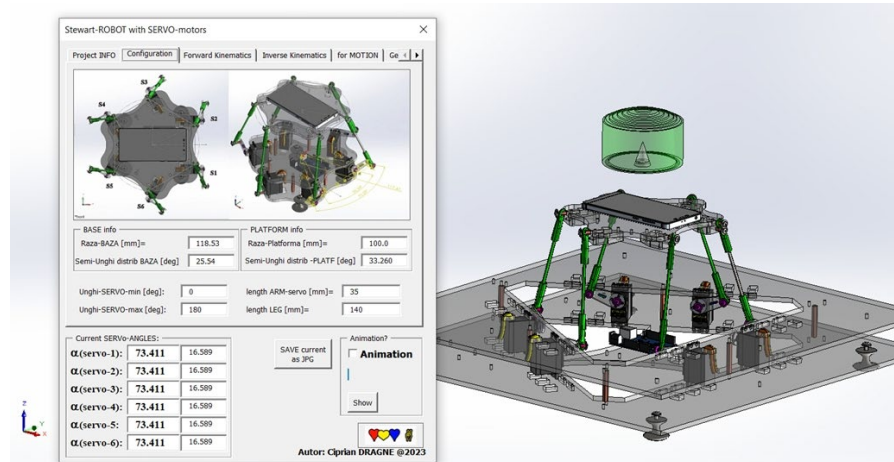 Stewart-ROBOT with SERVO-motors
Project INFO Configuration Forward Kinematics Inverse Kinematics for MOTION Ge
S3
S4
S2
S5
S1
S6
BASE info
Raza-BAZA [mm]= 118.53
Semi-Unghi distrib BAZA [deg] 25.54
PLATFORM info
Raza-Platforma [mm]= 100.0
Semi-Unghi distrib -PLATF [deg] 33.260
Unghi-SERVO-min [deg]: 0
length ARM-servo [mm]= 35
Unghi-SERVO-max [deg]: 180
length LEG [mm]= 140
Current SERVo-ANGLES:
α(servo-1): 73.411 16.589
α(servo-2): 73.411 16.589
α(servo-3): 73.411 16.589
α(servo-4): 73.411 16.589
α(servo-5): 73.411 16.589
α(servo-6): 73.411 16.589
SAVE current
as JPG
Animation?
Animation
Show
Autor: Ciprian DRAGNE @2023
Z
X